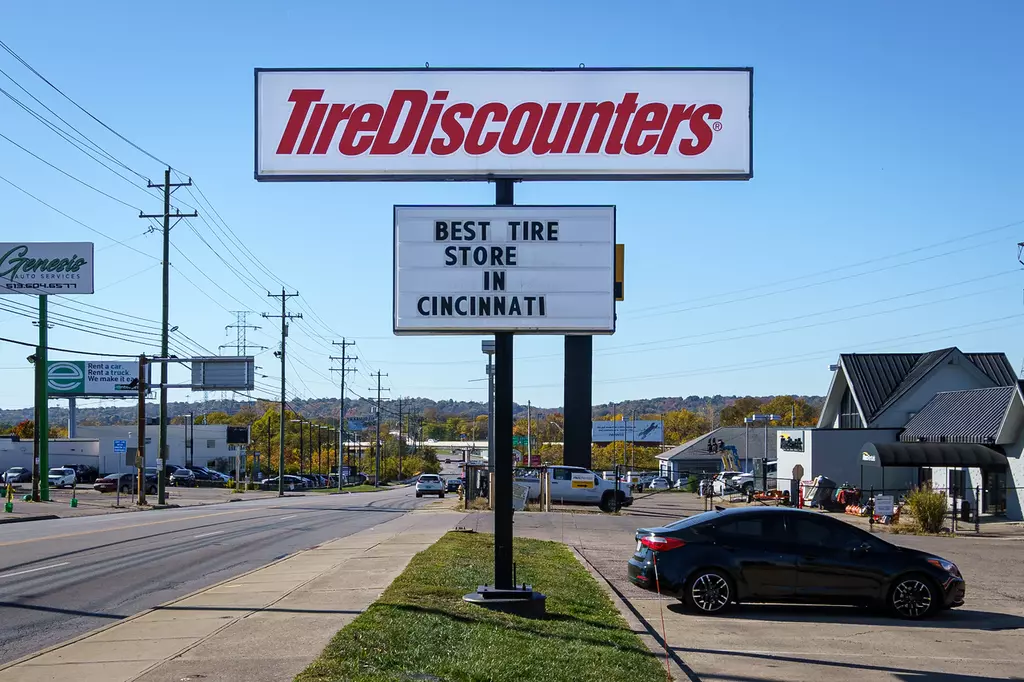 TireDiscounters®
BEST TIRE
STORE
IN
CINCINNATI
Genesis
AUTO SERVICES
513.604.6577
Rent a car.
Rent a truck.